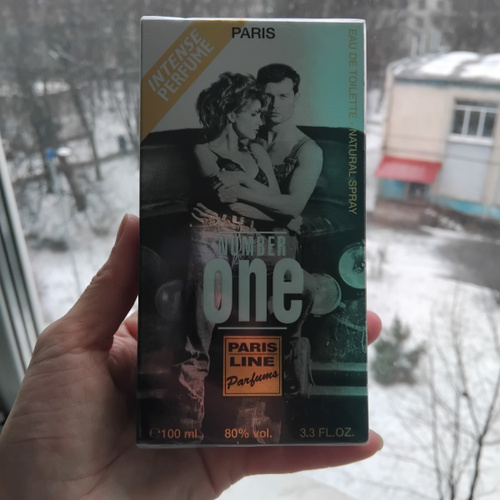 PARIS
INTENSE
PERFUME
EAU DE TOILETTE - NATURAL SPRAY
NUMBER
one
PARIS
LINE
Parfums
℮100 ml. 80% vol. 3.3 FL.OZ.